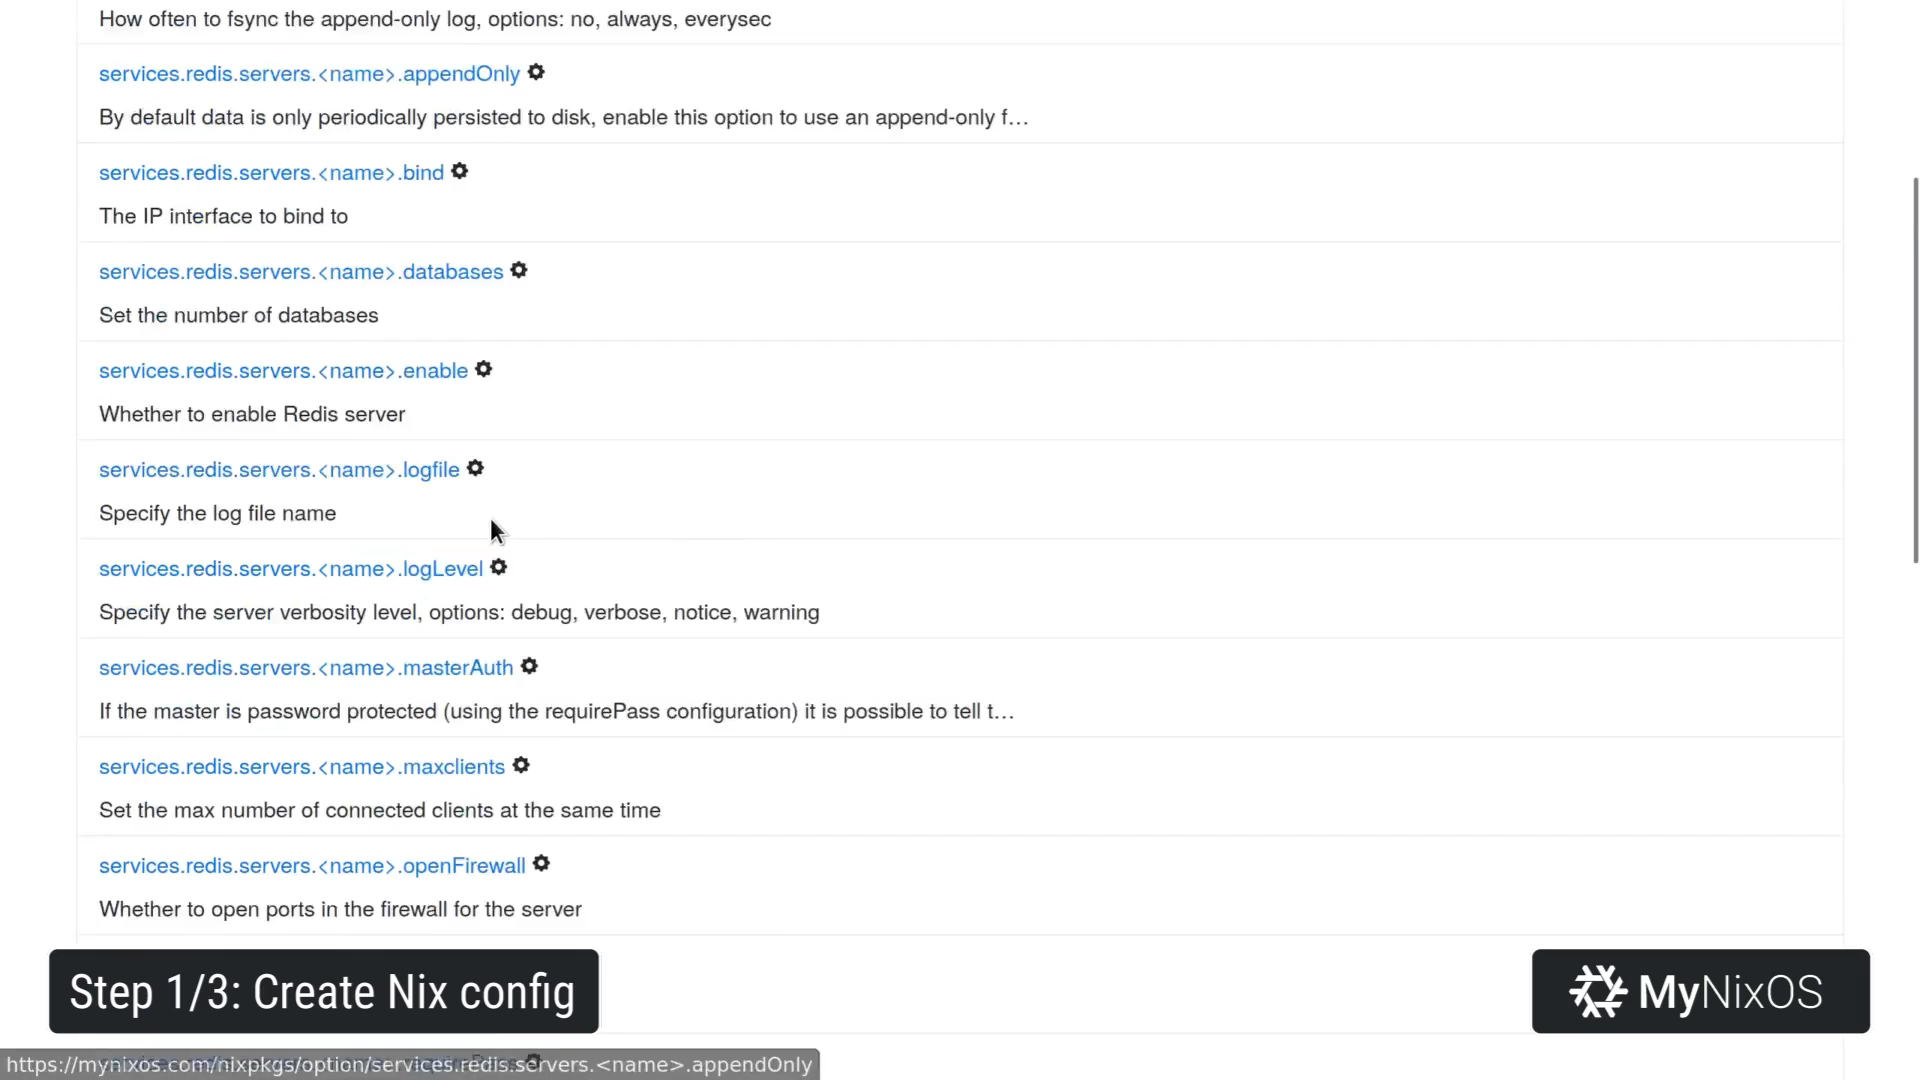 How often to fsync the append-only log, options: no, always, everysec
services.redis.servers.<name>.appendOnly
By default data is only periodically persisted to disk, enable this option to use an append-only f…
services.redis.servers.<name>.bind
The IP interface to bind to
services.redis.servers.<name>.databases
Set the number of databases
services.redis.servers.<name>.enable
Whether to enable Redis server
services.redis.servers.<name>.logfile
Specify the log file name
services.redis.servers.<name>.logLevel
Specify the server verbosity level, options: debug, verbose, notice, warning
services.redis.servers.<name>.masterAuth
If the master is password protected (using the requirePass configuration) it is possible to tell t…
services.redis.servers.<name>.maxclients
Set the max number of connected clients at the same time
services.redis.servers.<name>.openFirewall
Whether to open ports in the firewall for the server
Step 1/3: Create Nix config
MyNixOS
https://mynixos.com/nixpkgs/option/services.redis.servers.<name>.appendOnly